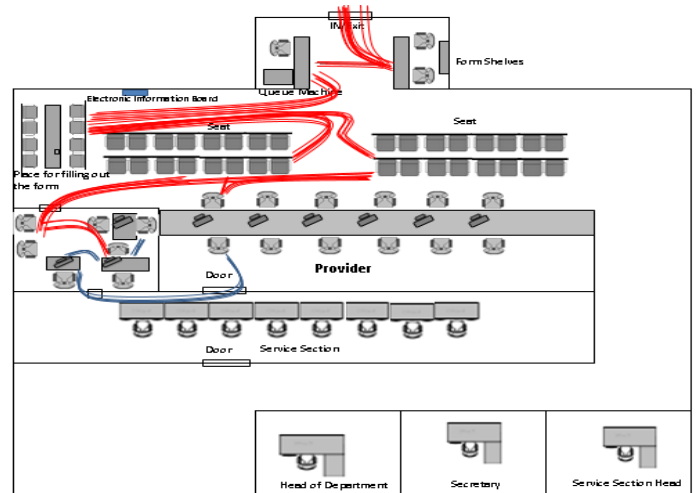 IN/Exit
Form Shelves
Queue Machine
Electronic Information Board
Seat
Seat
Place for filling out
the form
Provider
Door
Door
Service Section
Head of Department
Secretary
Service Section Head